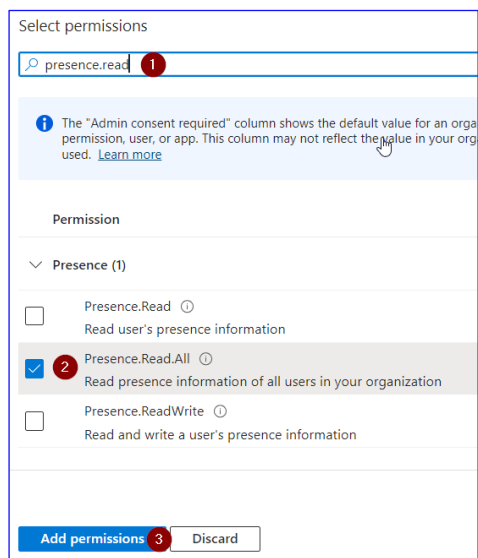 Select permissions
presence.read 1
The "Admin consent required" column shows the default value for an orga
permission, user, or app. This column may not reflect the value in your org
used. Learn more
Permission
Presence (1)
Presence.Read
Read user's presence information
2 Presence.Read.All
Read presence information of all users in your organization
Presence.ReadWrite
Read and write a user's presence information
Add permissions 3 Discard